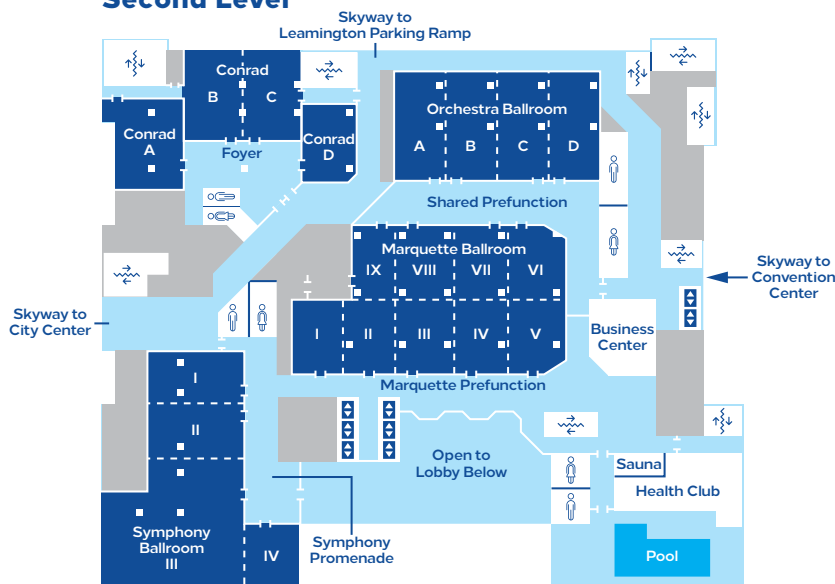 Second Level
Skyway to
Leamington Parking Ramp
Conrad
B
C
Conrad
A
Conrad
D
Foyer
Orchestra Ballroom
A
B
C
D
Shared Prefunction
Marquette Ballroom
IX
VIII
VII
VI
I
II
III
IV
V
Skyway to
Convention
Center
Skyway to
City Center
Business
Center
Marquette Prefunction
I
II
Open to
Lobby Below
Sauna
Health Club
Symphony
Ballroom
III
IV
Symphony
Promenade
Pool